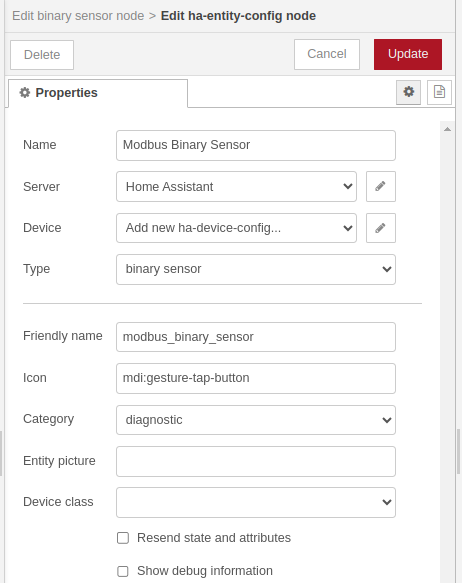 Edit binary sensor node > Edit ha-entity-config node
Delete Cancel Update
Properties
Name Modbus Binary Sensor
Server Home Assistant
Device Add new ha-device-config...
Type binary sensor
Friendly name modbus_binary_sensor
Icon mdi:gesture-tap-button
Category diagnostic
Entity picture
Device class
Resend state and attributes
Show debug information